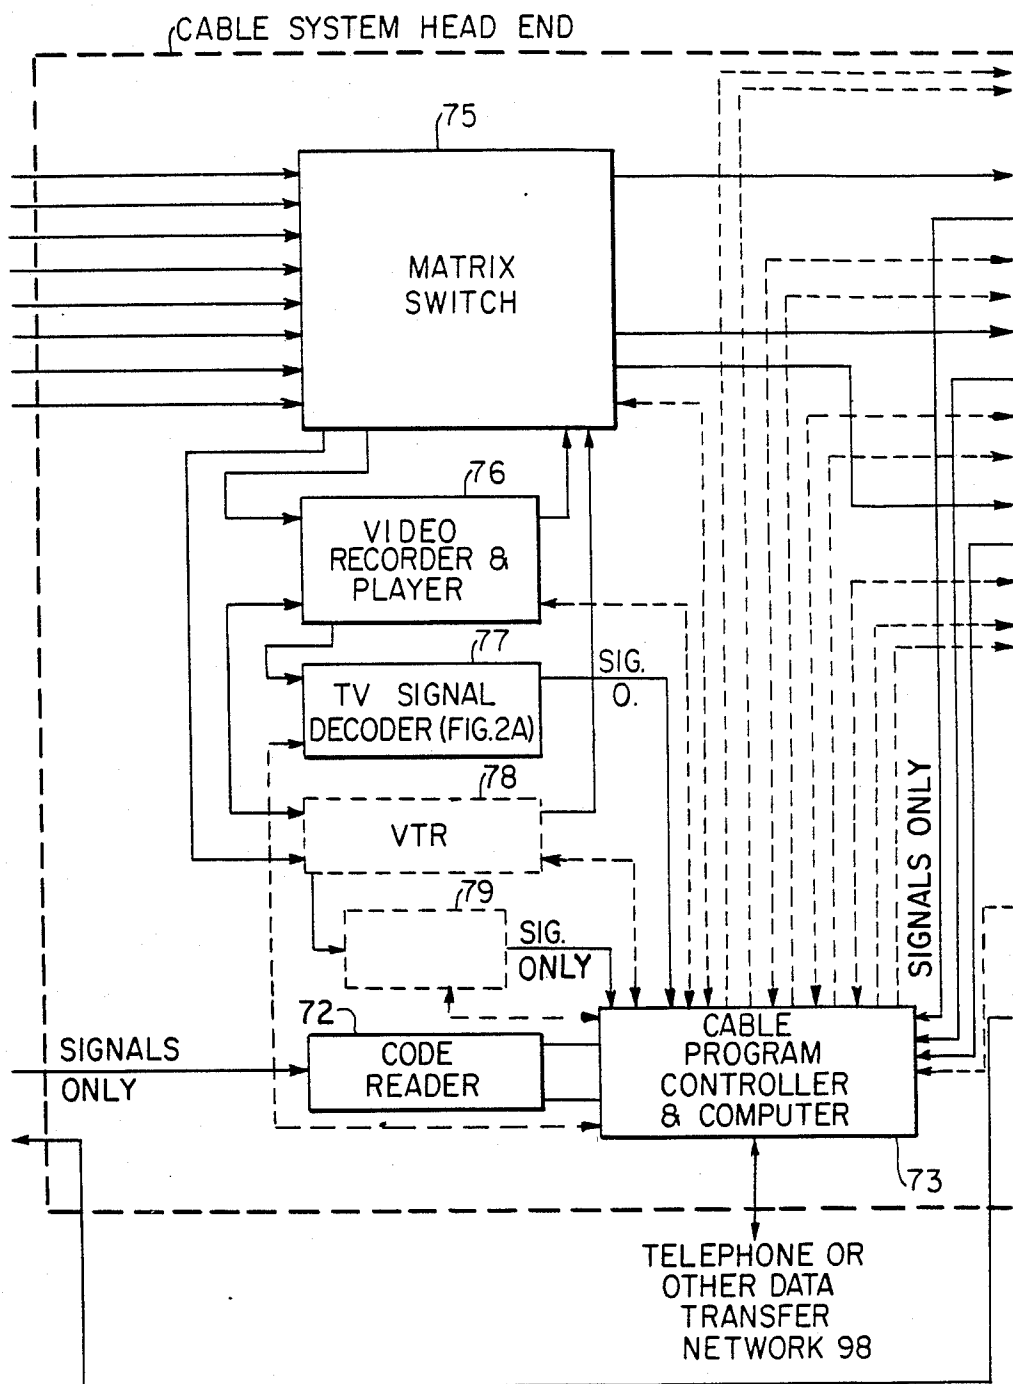 CABLE SYSTEM HEAD END
75
MATRIX
SWITCH
76
VIDEO
RECORDER &
PLAYER
77
TV SIGNAL
DECODER (FIG.2A)
SIG.
O.
78
VTR
79
SIG.
ONLY
SIGNALS ONLY
72
CODE
READER
SIGNALS
ONLY
CABLE
PROGRAM
CONTROLLER
& COMPUTER
73
TELEPHONE OR
OTHER DATA
TRANSFER
NETWORK 98